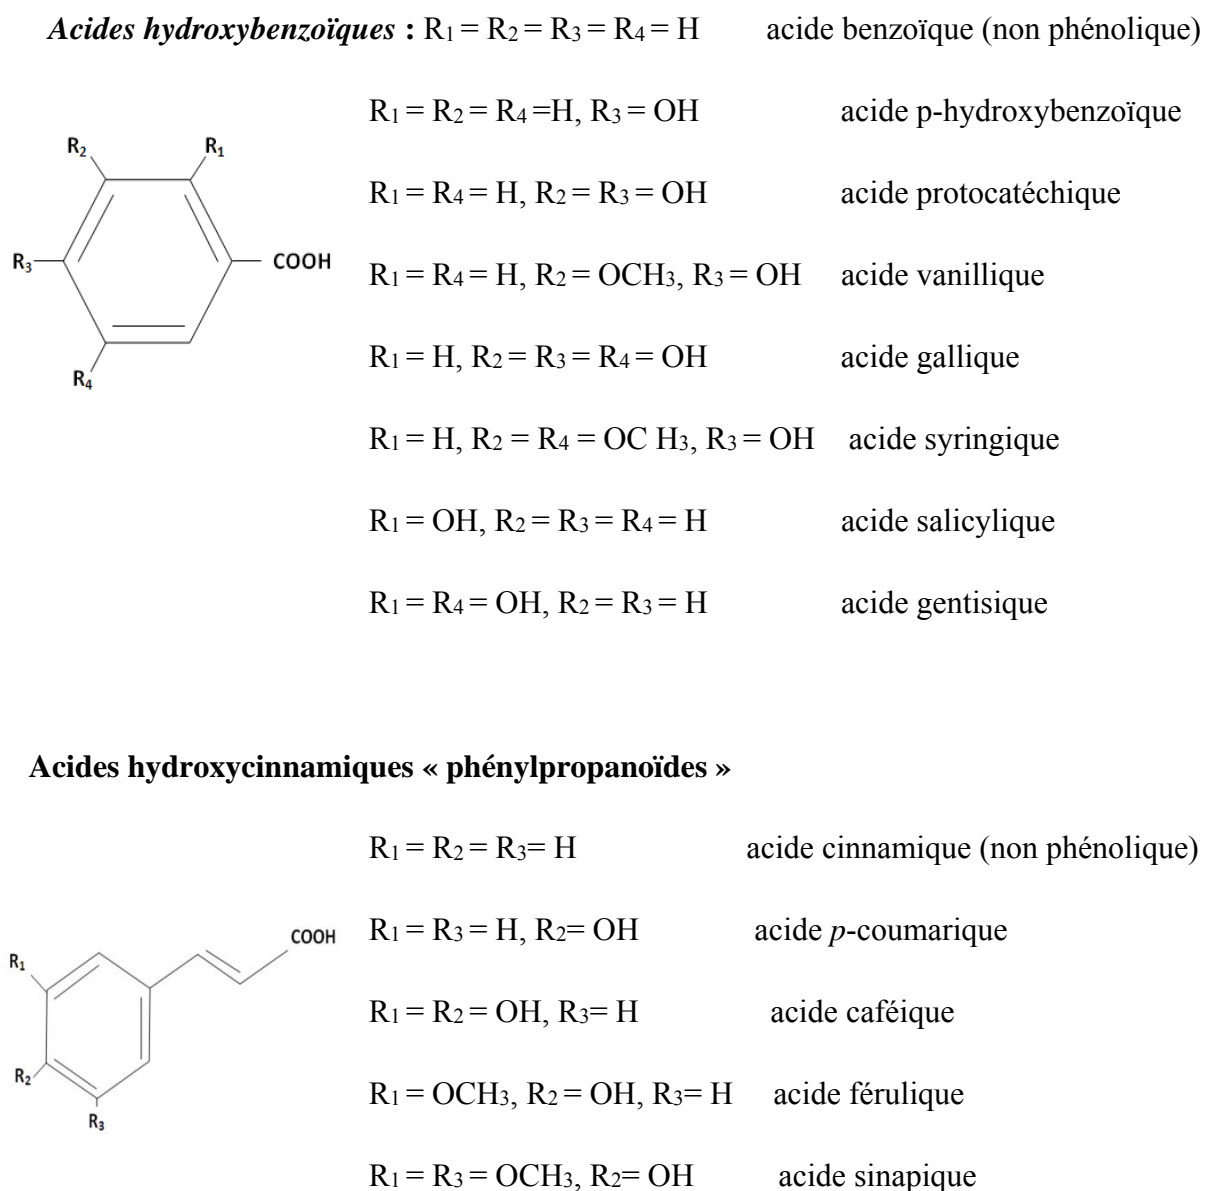 Acides hydroxybenzoïques : R1 = R2 = R3 = R4 = H acide benzoïque (non phénolique)
R1 = R2 = R4 =H, R3 = OH acide p-hydroxybenzoïque
R2 R1
R1 = R4 = H, R2 = R3 = OH acide protocatéchique
R3 COOH
R1 = R4 = H, R2 = OCH3, R3 = OH acide vanillique
R1 = H, R2 = R3 = R4 = OH acide gallique
R4
R1 = H, R2 = R4 = OC H3, R3 = OH acide syringique
R1 = OH, R2 = R3 = R4 = H acide salicylique
R1 = R4 = OH, R2 = R3 = H acide gentisique
Acides hydroxycinnamiques « phénylpropanoïdes »
R1 = R2 = R3= H acide cinnamique (non phénolique)
COOH
R1 = R3 = H, R2= OH acide p-coumarique
R1
R1 = R2 = OH, R3= H acide caféique
R2
R1 = OCH3, R2 = OH, R3= H acide férulique
R3
R1 = R3 = OCH3, R2= OH acide sinapique